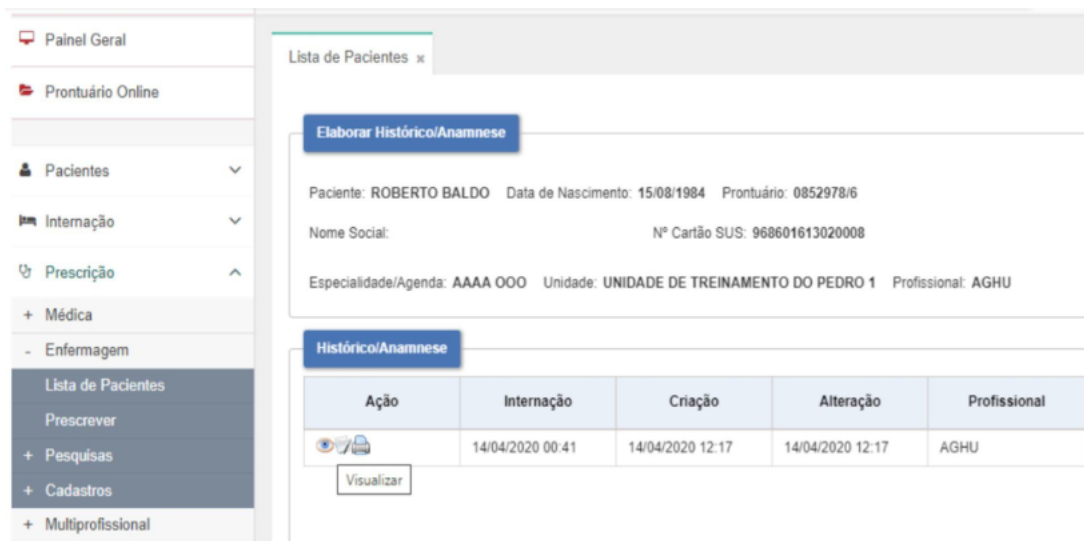 Painel Geral
Prontuário Online
Pacientes
Internação
Prescrição
+ Médica
- Enfermagem
Lista de Pacientes
Prescrever
+ Pesquisas
+ Cadastros
+ Multiprofissional
Lista de Pacientes x
Elaborar Histórico/Anamnese
Paciente: ROBERTO BALDO Data de Nascimento: 15/08/1984 Prontuário: 0852978/6
Nome Social: Nº Cartão SUS: 968601613020008
Especialidade/Agenda: AAAA OOO Unidade: UNIDADE DE TREINAMENTO DO PEDRO 1 Profissional: AGHU
Histórico/Anamnese
Ação Internação Criação Alteração Profissional
14/04/2020 00:41 14/04/2020 12:17 14/04/2020 12:17 AGHU
Visualizar